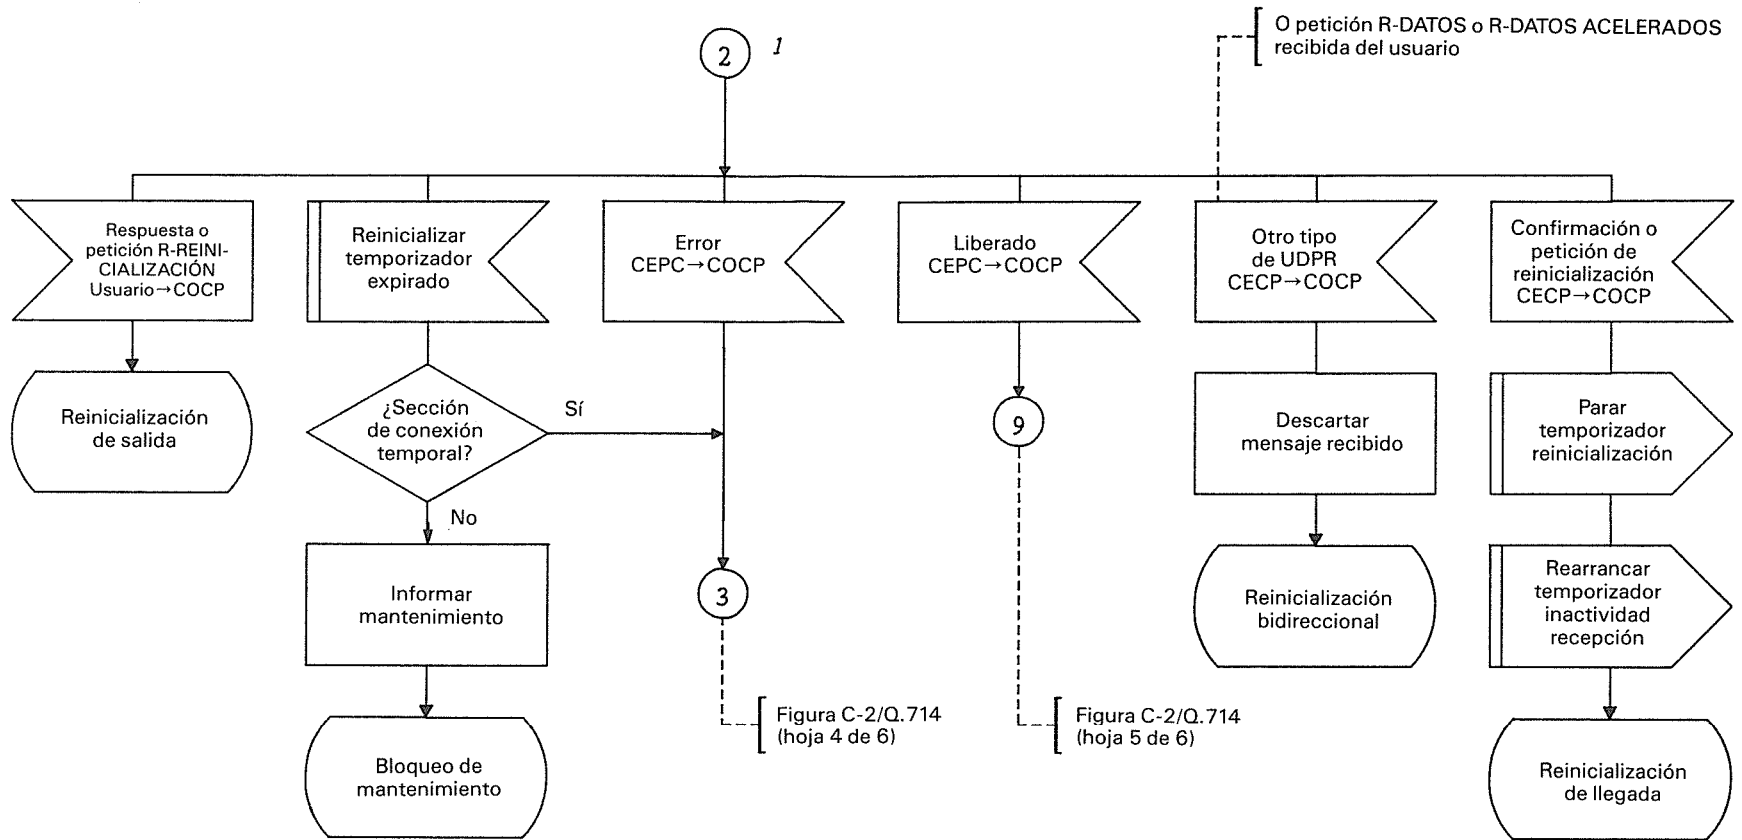 O petición R-DATOS o R-DATOS ACELERADOS
recibida del usuario
2
1
Respuesta o
petición R-REINI-
CIALIZACIÓN
Usuario→COCP
Reinicializar
temporizador
expirado
Error
CEPC→COCP
Liberado
CEPC→COCP
Otro tipo
de UDPR
CECP→COCP
Confirmación o
petición de
reinicialización
CECP→COCP
Reinicialización
de salida
¿Sección
de conexión
temporal?
Sí
No
9
Descartar
mensaje recibido
Parar
temporizador
reinicialización
Informar
mantenimiento
3
Reinicialización
bidireccional
Rearrancar
temporizador
inactividad
recepción
Figura C-2/Q.714
(hoja 4 de 6)
Figura C-2/Q.714
(hoja 5 de 6)
Bloqueo de
mantenimiento
Reinicialización
de llegada